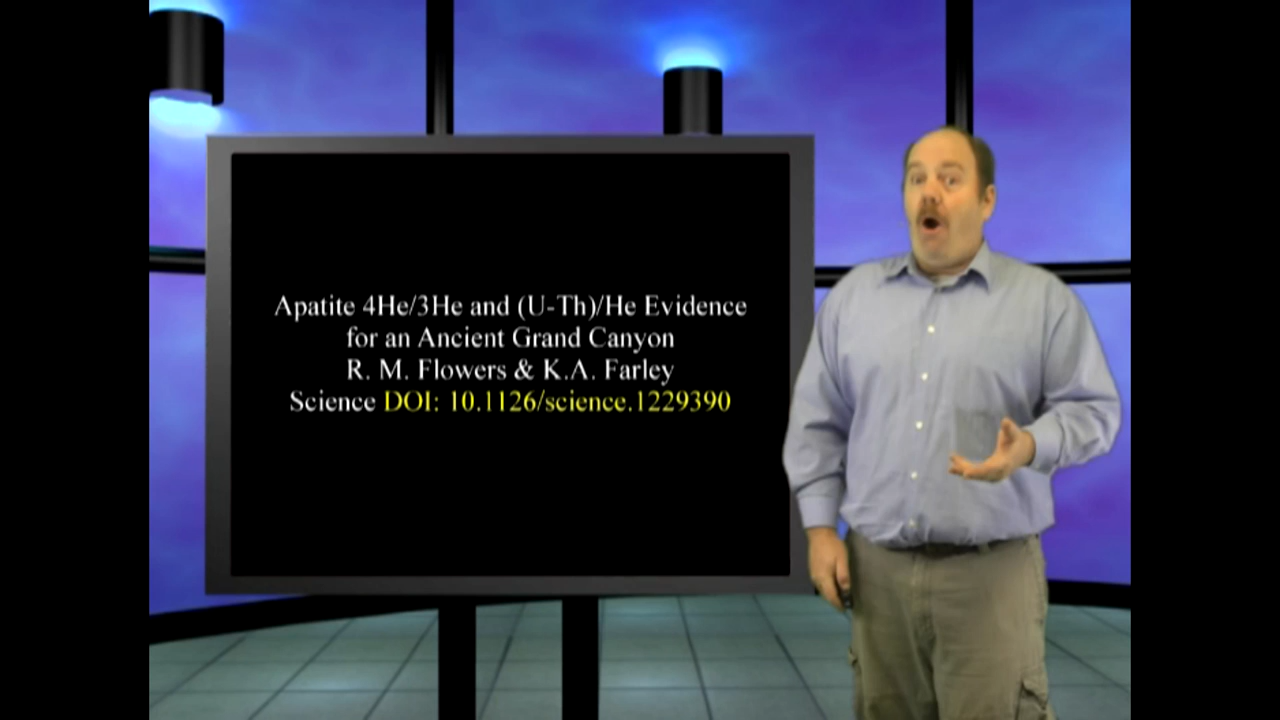 Apatite 4He/3He and (U-Th)/He Evidence
for an Ancient Grand Canyon
R. M. Flowers & K.A. Farley
Science DOI: 10.1126/science.1229390